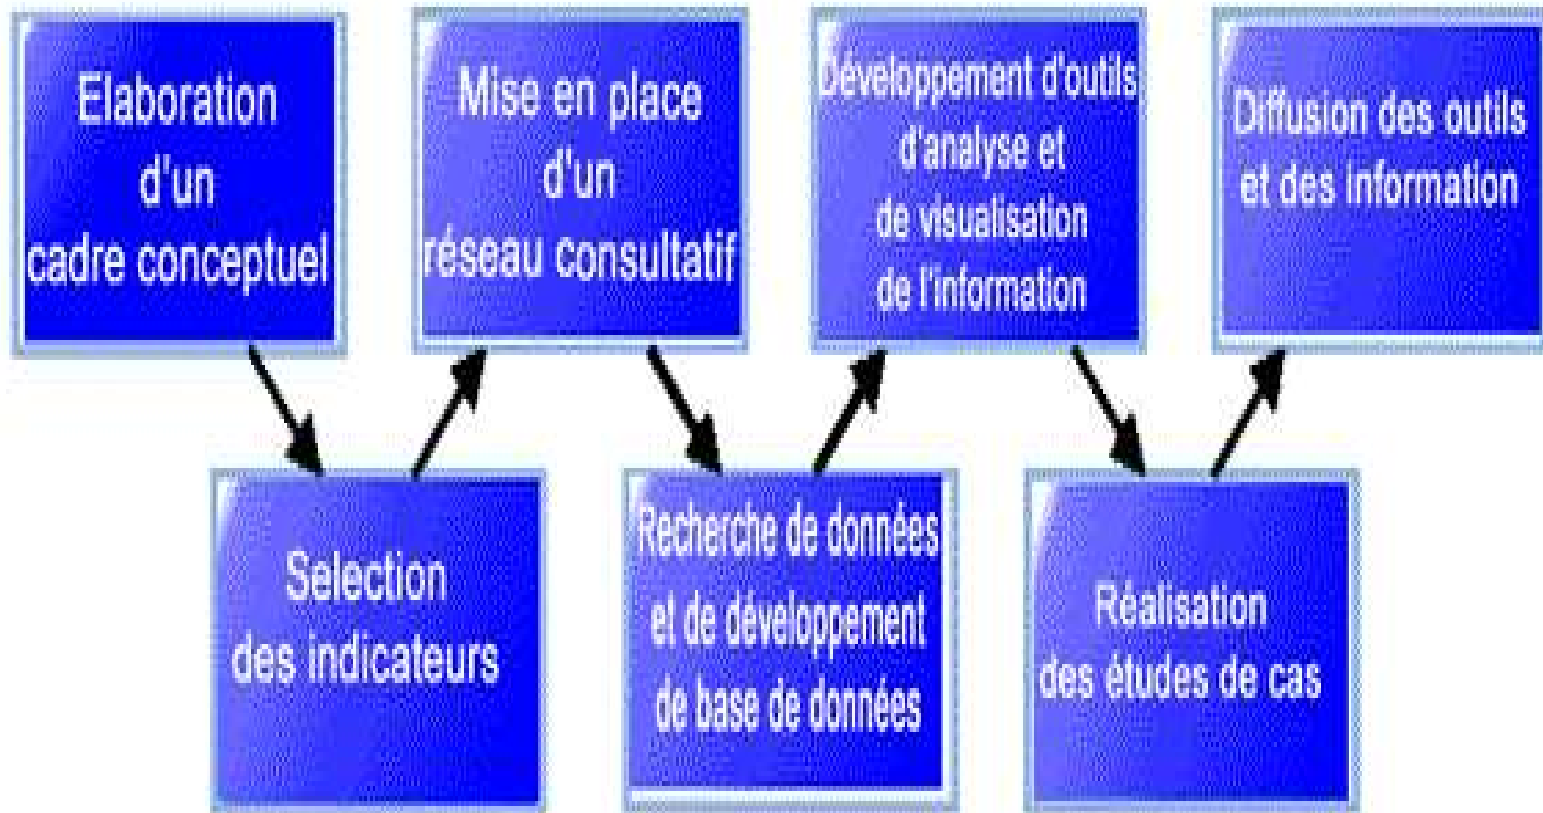 Elaboration
d'un
cadre conceptuel
Selection
des indicateurs
Mise en place
d'un
réseau consultatif
Recherche de données
et de développement
de base de données
Développement d'outils
d'analyse et
de visualisation
de l'information
Réalisation
des études de cas
Diffusion des outils
et des information